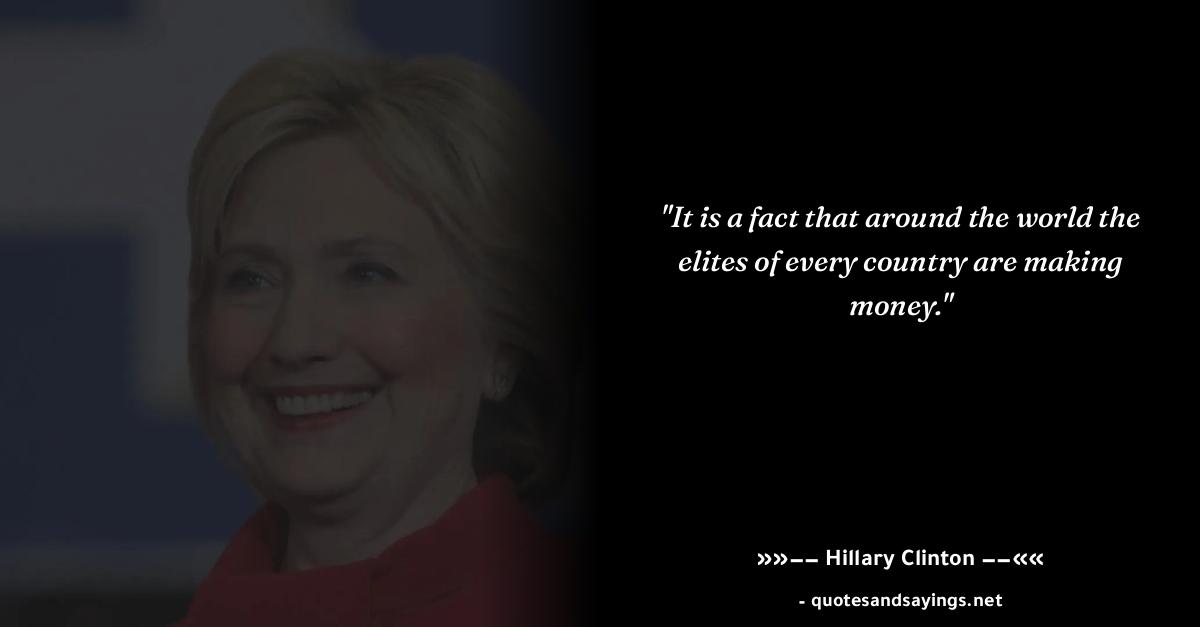 "It is a fact that around the world the
elites of every country are making
money."
»»−− Hillary Clinton −−««
- quotesandsayings.net